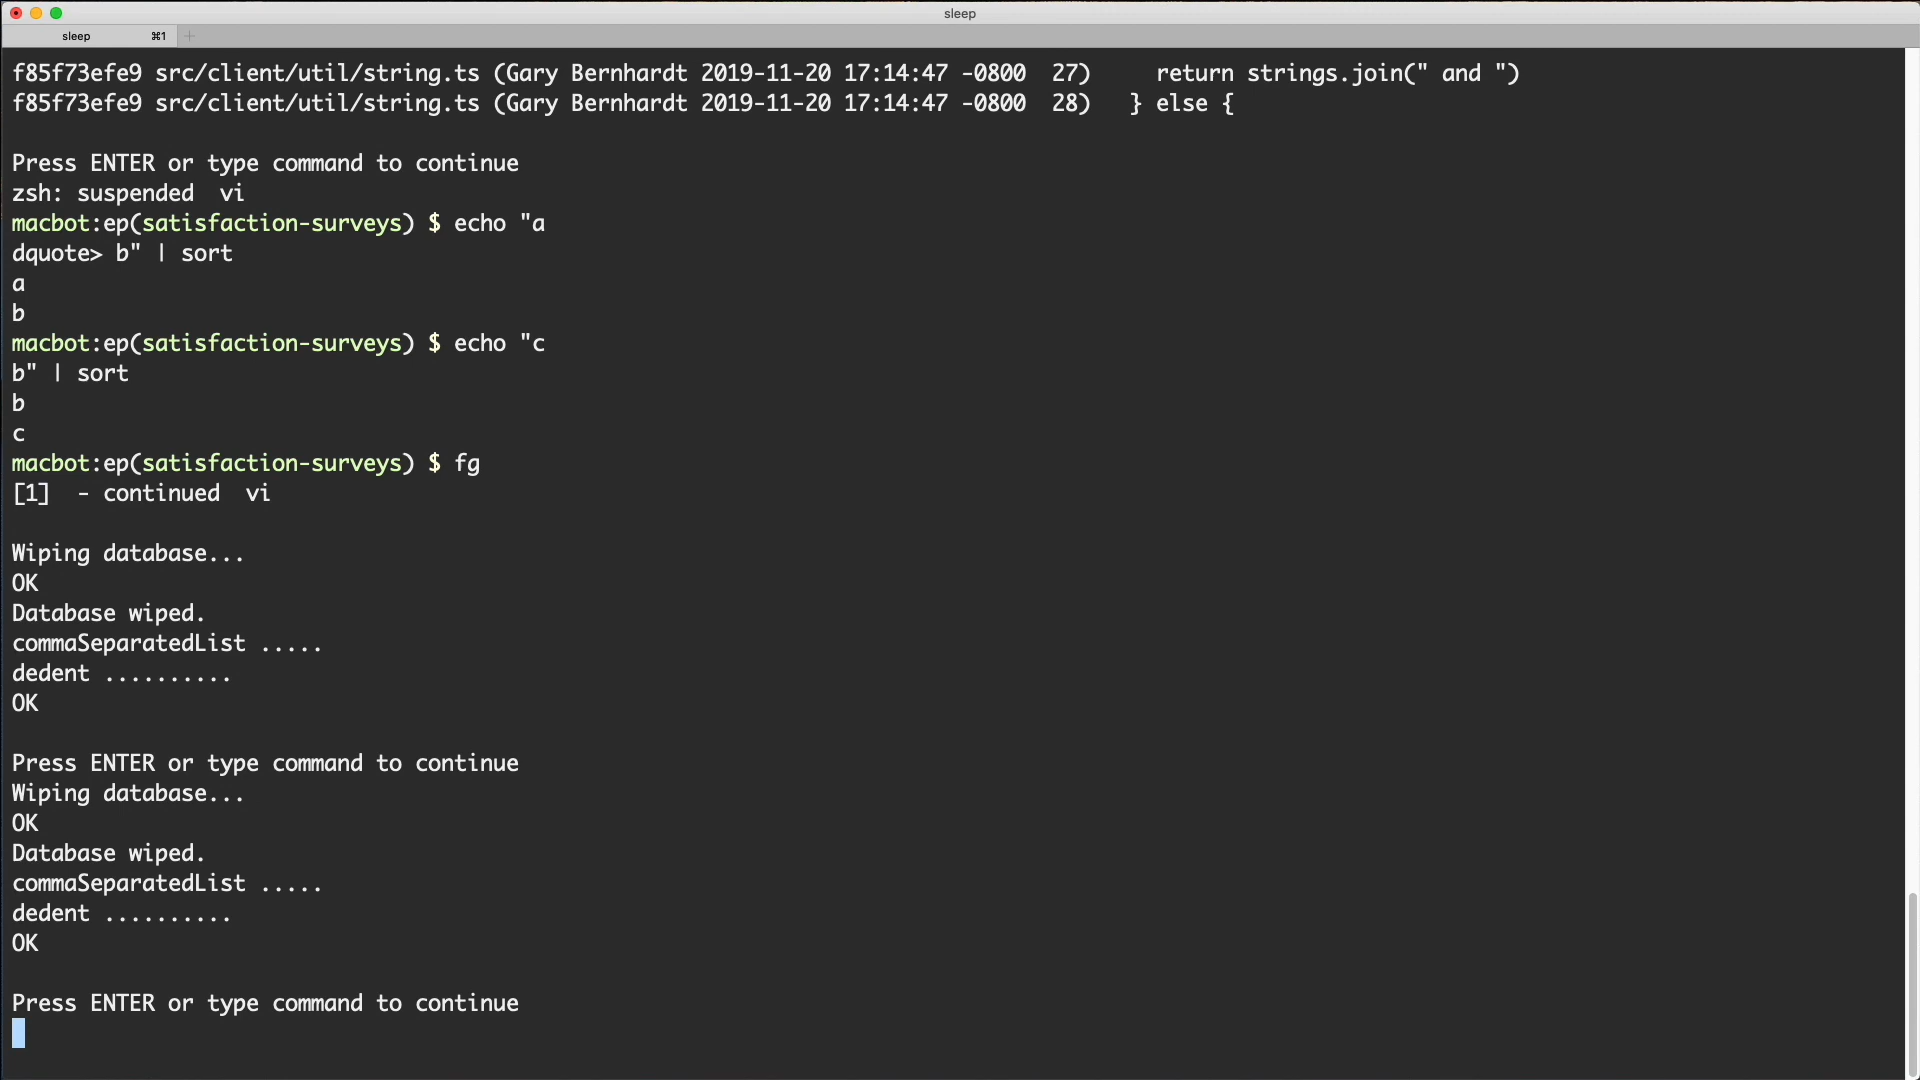 sleep
sleep ⌘1 +
f85f73efe9 src/client/util/string.ts (Gary Bernhardt 2019-11-20 17:14:47 -0800  27)     return strings.join(" and ")
f85f73efe9 src/client/util/string.ts (Gary Bernhardt 2019-11-20 17:14:47 -0800  28)   } else {
Press ENTER or type command to continue
zsh: suspended  vi
macbot:ep(satisfaction-surveys) $ echo "a
dquote> b" | sort
a
b
macbot:ep(satisfaction-surveys) $ echo "c
b" | sort
b
c
macbot:ep(satisfaction-surveys) $ fg
[1]  - continued  vi
Wiping database...
OK
Database wiped.
commaSeparatedList .....
dedent ..........
OK
Press ENTER or type command to continue
Wiping database...
OK
Database wiped.
commaSeparatedList .....
dedent ..........
OK
Press ENTER or type command to continue